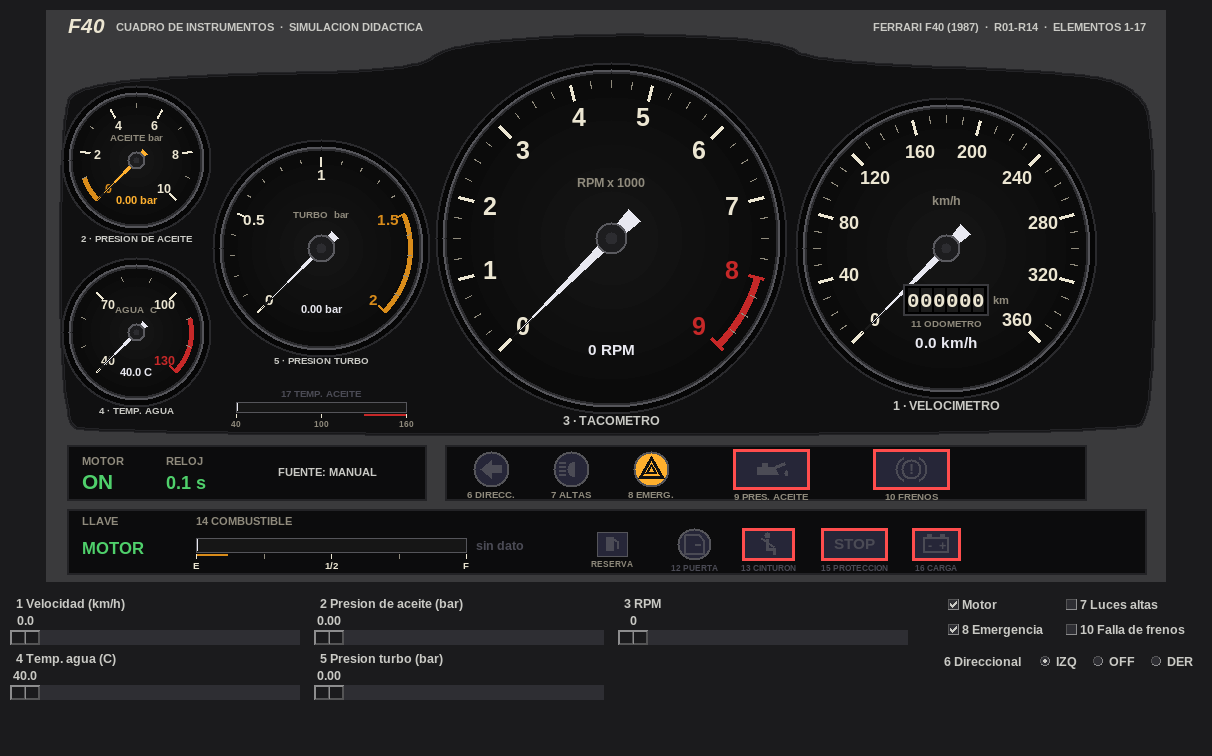 F40 CUADRO DE INSTRUMENTOS · SIMULACION DIDACTICA
FERRARI F40 (1987) · R01-R14 · ELEMENTOS 1-17
0 2 4 6 8 10
ACEITE bar
0.00 bar
2 · PRESION DE ACEITE
40 70 100 130
AGUA C
40.0 C
4 · TEMP. AGUA
0 0.5 1 1.5 2
TURBO bar
0.00 bar
5 · PRESION TURBO
17 TEMP. ACEITE
40 100 160
0 1 2 3 4 5 6 7 8 9
RPM x 1000
0 RPM
3 · TACOMETRO
0 40 80 120 160 200 240 280 320 360
km/h
000000 km
11 ODOMETRO
0.0 km/h
1 · VELOCIMETRO
MOTOR RELOJ
ON 0.1 s
FUENTE: MANUAL
6 DIRECC. 7 ALTAS 8 EMERG. 9 PRES. ACEITE 10 FRENOS
LLAVE
MOTOR
14 COMBUSTIBLE
sin dato
E 1/2 F
RESERVA
12 PUERTA
13 CINTURON
STOP
15 PROTECCION
16 CARGA
1 Velocidad (km/h) 2 Presion de aceite (bar) 3 RPM
0.0 0.00 0
4 Temp. agua (C) 5 Presion turbo (bar)
40.0 0.00
Motor 7 Luces altas
8 Emergencia 10 Falla de frenos
6 Direccional IZQ OFF DER